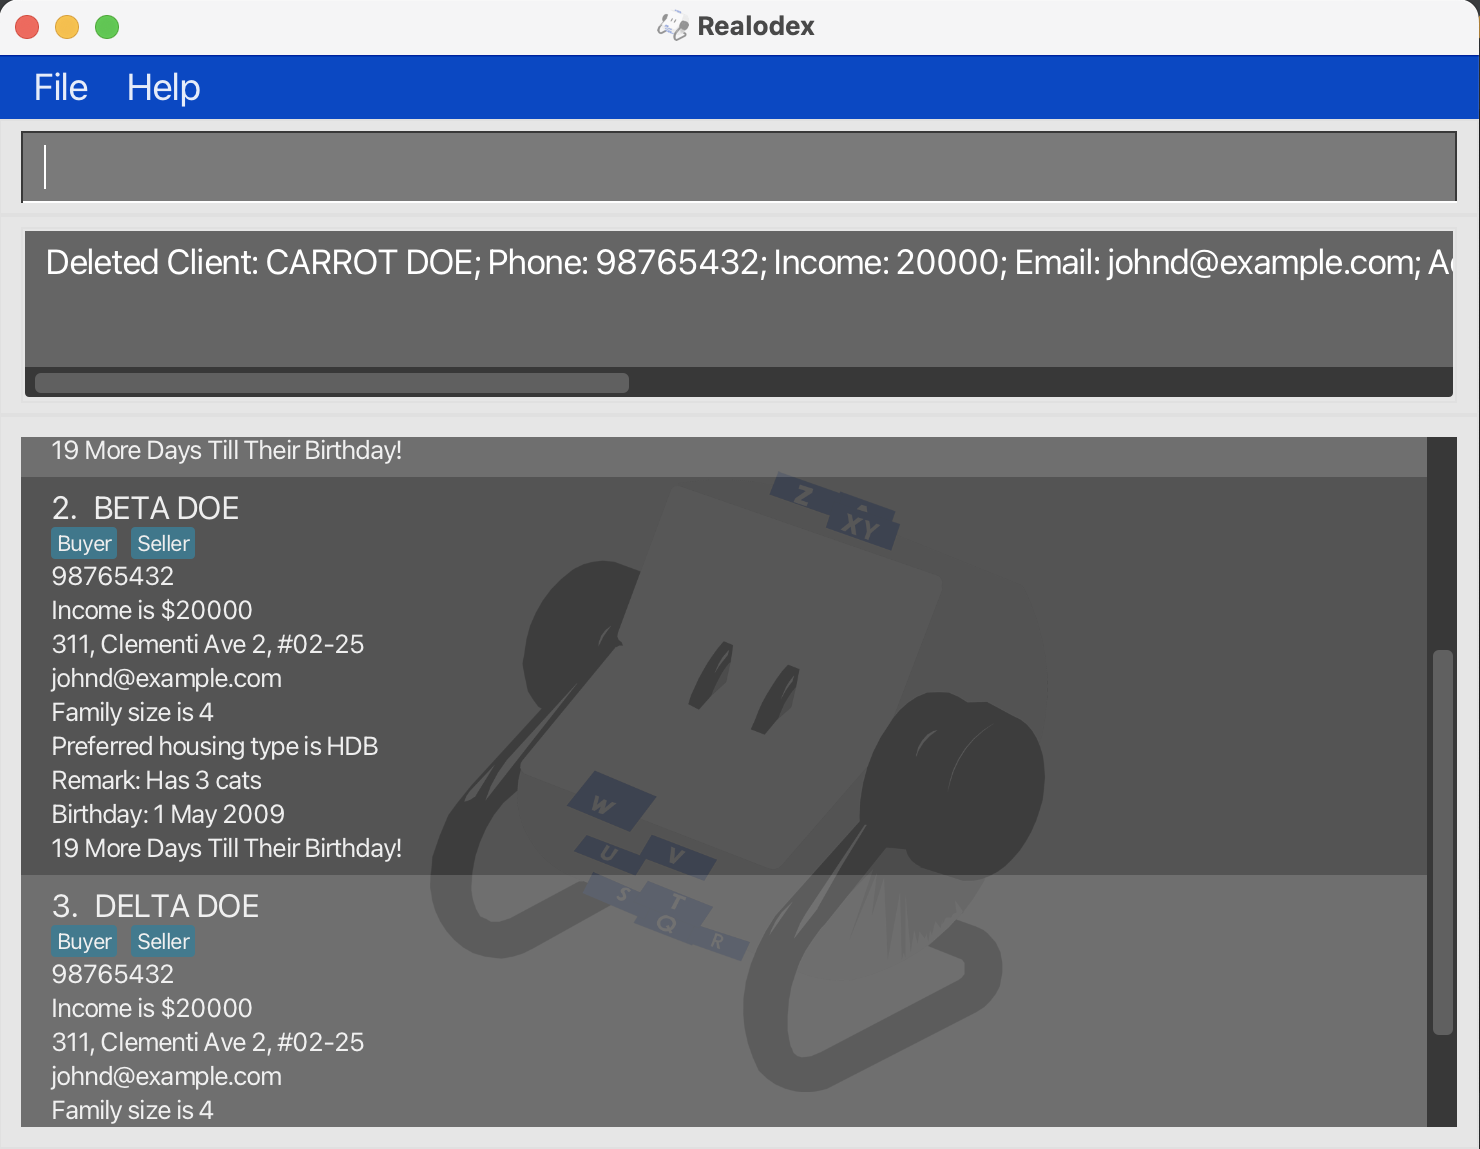 Realodex
File Help
Deleted Client: CARROT DOE; Phone: 98765432; Income: 20000; Email: johnd@example.com;
19 More Days Till Their Birthday!
2. BETA DOE
Buyer Seller
98765432
Income is $20000
311, Clementi Ave 2, #02-25
johnd@example.com
Family size is 4
Preferred housing type is HDB
Remark: Has 3 cats
Birthday: 1 May 2009
19 More Days Till Their Birthday!
3. DELTA DOE
Buyer Seller
98765432
Income is $20000
311, Clementi Ave 2, #02-25
johnd@example.com
Family size is 4
Z
XY
W
U V
S T
Q R